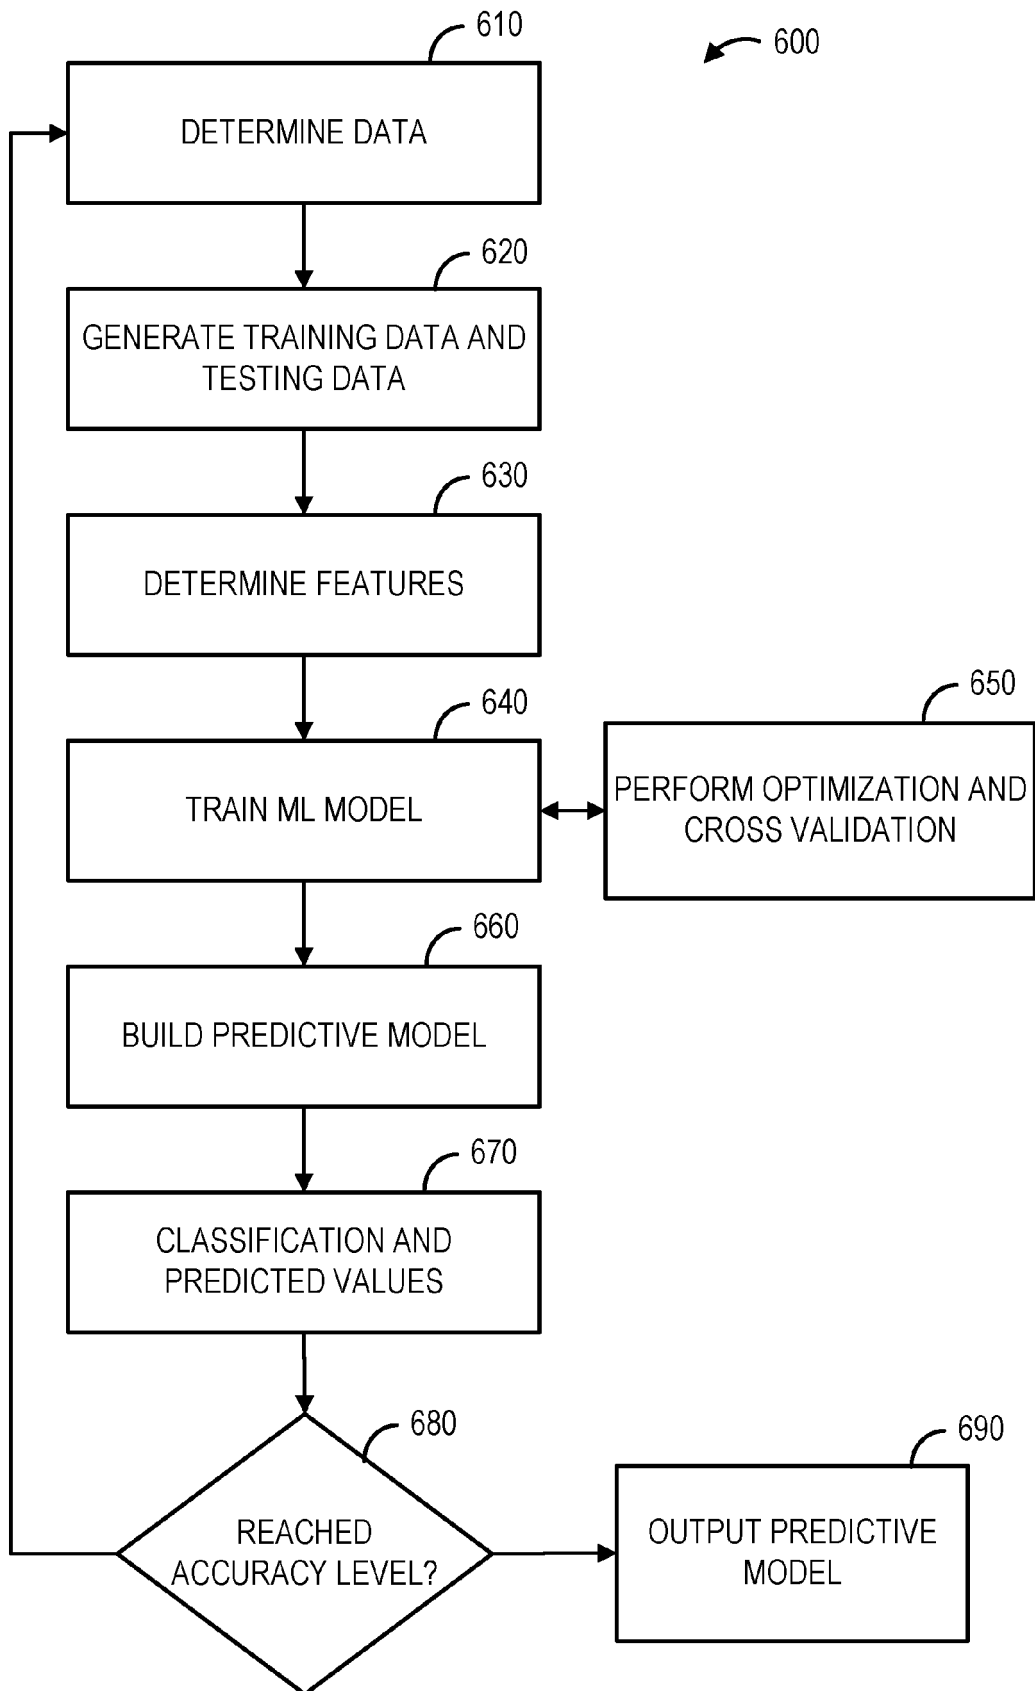 610
600
DETERMINE DATA
620
GENERATE TRAINING DATA AND
TESTING DATA
630
DETERMINE FEATURES
640
TRAIN ML MODEL
650
PERFORM OPTIMIZATION AND
CROSS VALIDATION
660
BUILD PREDICTIVE MODEL
670
CLASSIFICATION AND
PREDICTED VALUES
680
REACHED
ACCURACY LEVEL?
690
OUTPUT PREDICTIVE
MODEL